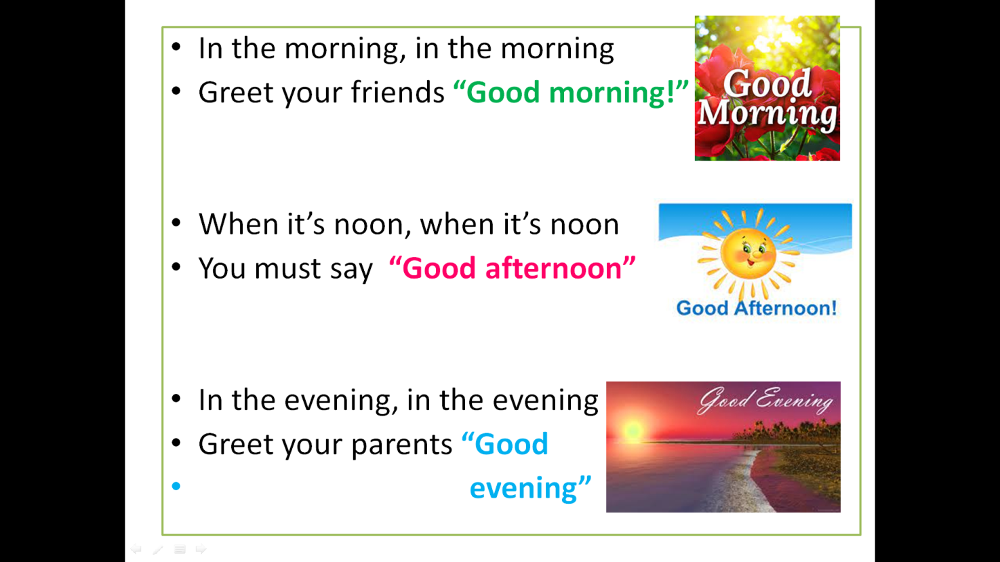 • In the morning, in the morning
• Greet your friends “Good morning!”
Good
Morning
• When it’s noon, when it’s noon
• You must say “Good afternoon”
Good Afternoon!
• In the evening, in the evening
• Greet your parents “Good
• evening”
Good Evening